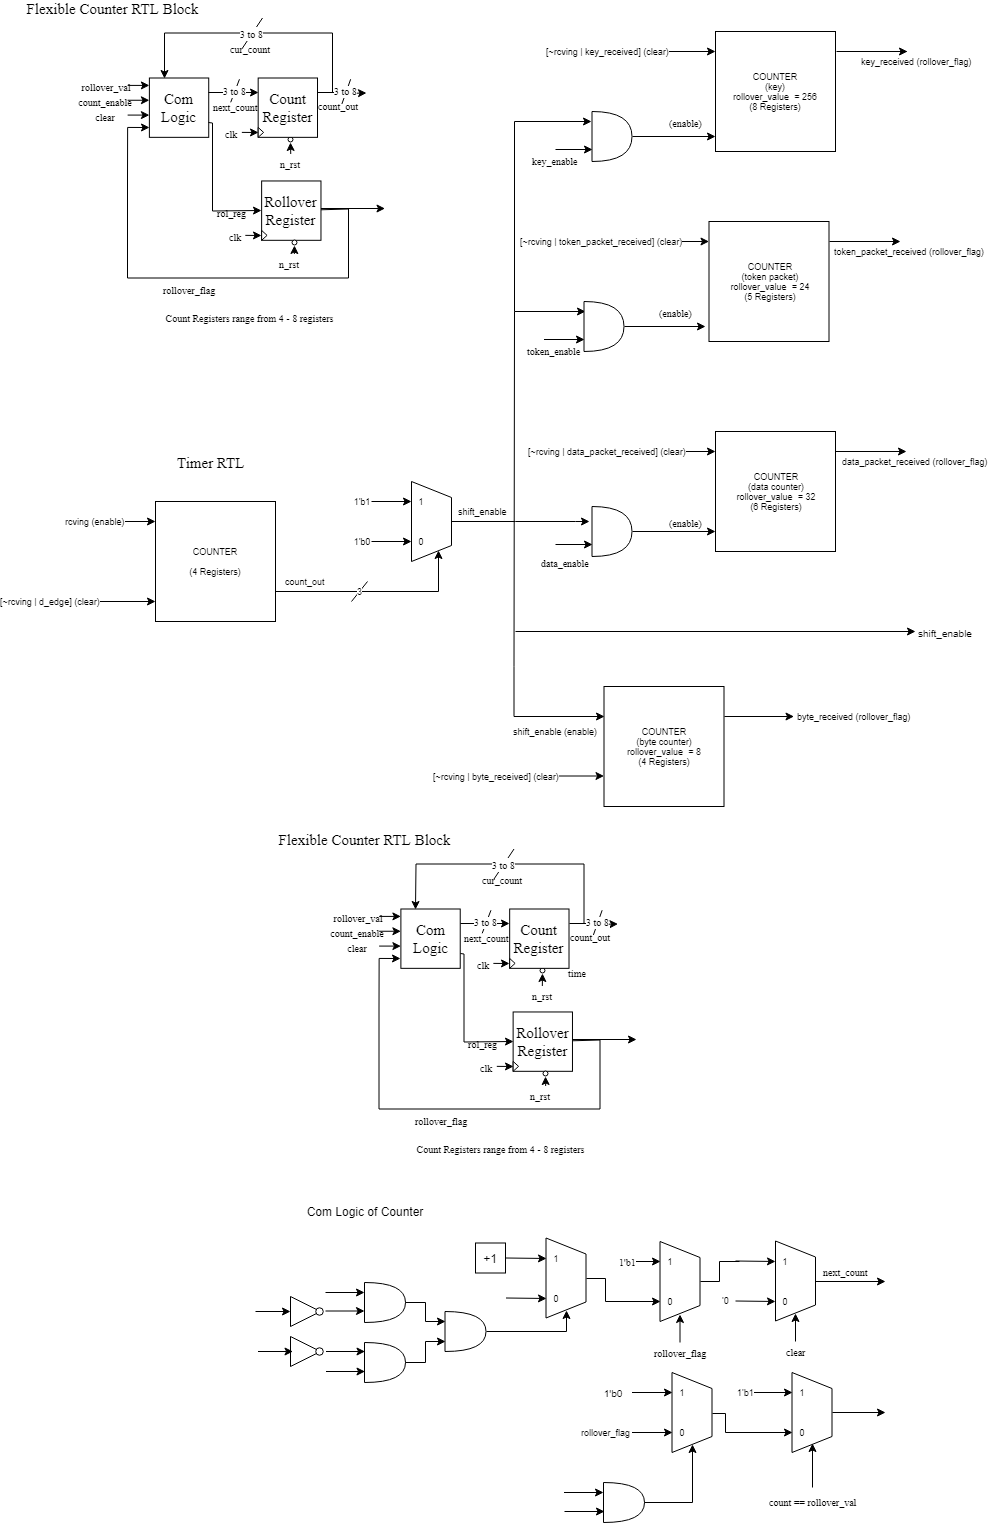 Flexible Counter RTL Block
3 to 8
cur_count
rollover_val
count_enable
clear
Com
Logic
3 to 8
next_count
Count
Register
3 to 8
count_out
clk
n_rst
rol_reg
Rollover
Register
clk
n_rst
rollover_flag
Count Registers range from 4 - 8 registers
[~rcving | key_received] (clear)
COUNTER
(key)
rollover_value = 256
(8 Registers)
key_received (rollover_flag)
(enable)
key_enable
[~rcving | token_packet_received] (clear)
COUNTER
(token packet)
rollover_value = 24
(5 Registers)
token_packet_received (rollover_flag)
(enable)
token_enable
[~rcving | data_packet_received] (clear)
COUNTER
(data counter)
rollover_value = 32
(6 Registers)
data_packet_received (rollover_flag)
(enable)
data_enable
Timer RTL
rcving (enable)
COUNTER
(4 Registers)
[~rcving | d_edge] (clear)
count_out
3
1'b1
1
1'b0
0
shift_enable
shift_enable
shift_enable (enable)
COUNTER
(byte counter)
rollover_value = 8
(4 Registers)
byte_received (rollover_flag)
[~rcving | byte_received] (clear)
Flexible Counter RTL Block
3 to 8
cur_count
rollover_val
count_enable
clear
Com
Logic
3 to 8
next_count
Count
Register
3 to 8
count_out
clk
time
n_rst
rol_reg
Rollover
Register
clk
n_rst
rollover_flag
Count Registers range from 4 - 8 registers
Com Logic of Counter
+1
1
0
1'b1
1
0
rollover_flag
1
'0
0
next_count
clear
1'b0
1
rollover_flag
0
1'b1
1
0
count == rollover_val